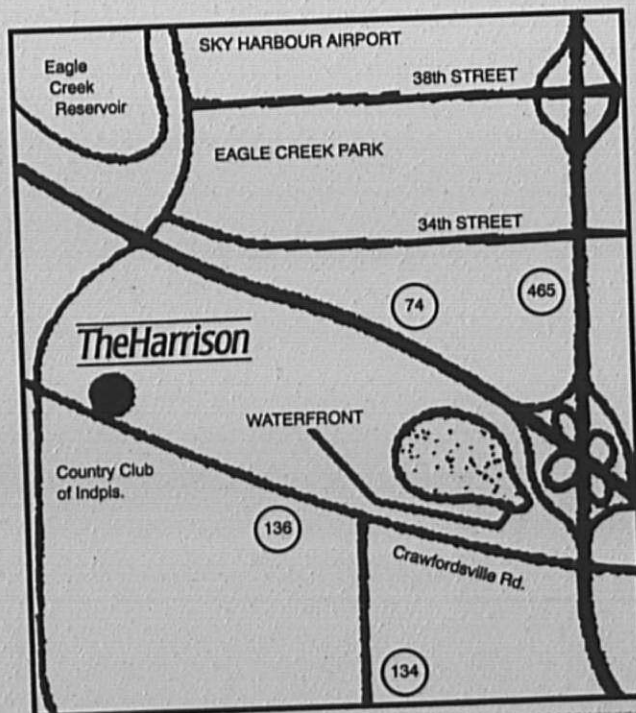 SKY HARBOUR AIRPORT
Eagle
Creek
Reservoir
38th STREET
EAGLE CREEK PARK
34th STREET
465
74
TheHarrison
WATERFRONT
Country Club
of Indpls.
136
Crawfordsville Rd.
134